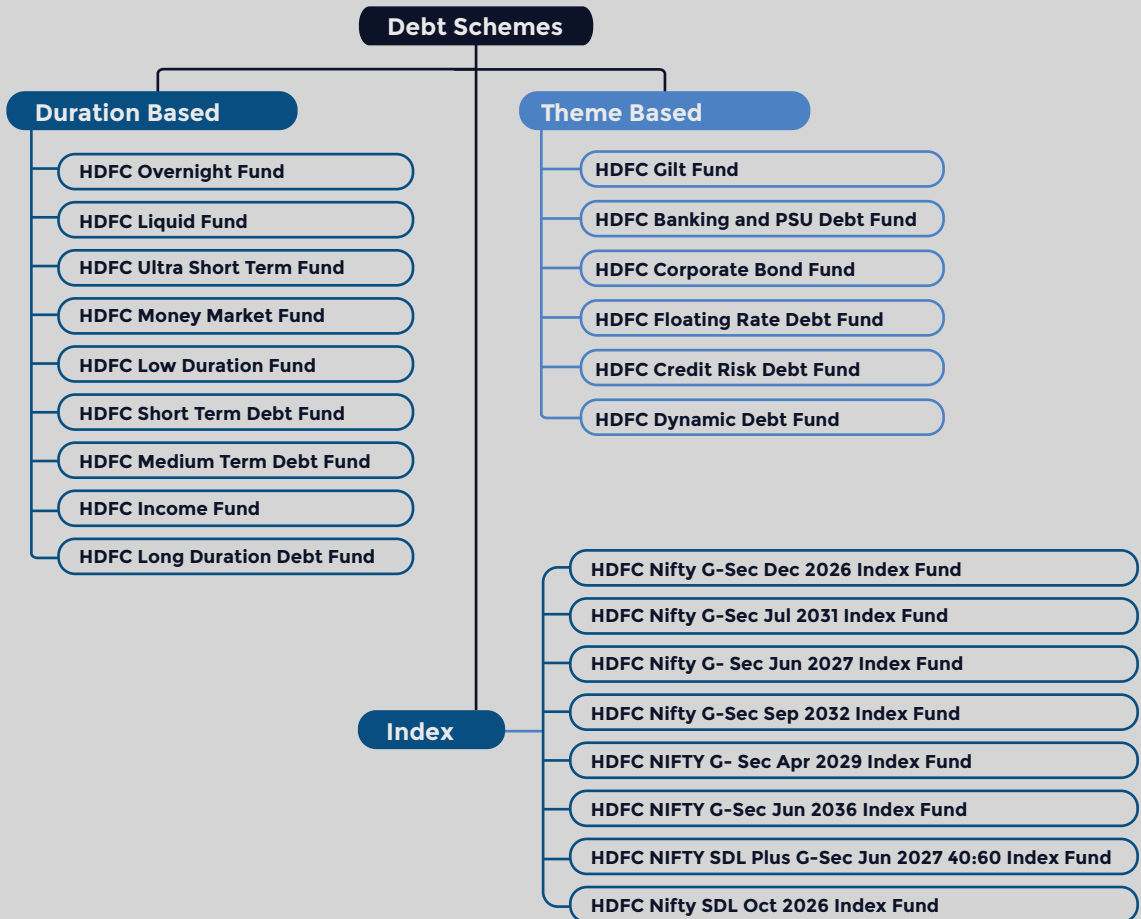 Debt Schemes
Duration Based
HDFC Overnight Fund
HDFC Liquid Fund
HDFC Ultra Short Term Fund
HDFC Money Market Fund
HDFC Low Duration Fund
HDFC Short Term Debt Fund
HDFC Medium Term Debt Fund
HDFC Income Fund
HDFC Long Duration Debt Fund
Theme Based
HDFC Gilt Fund
HDFC Banking and PSU Debt Fund
HDFC Corporate Bond Fund
HDFC Floating Rate Debt Fund
HDFC Credit Risk Debt Fund
HDFC Dynamic Debt Fund
Index
HDFC Nifty G-Sec Dec 2026 Index Fund
HDFC Nifty G-Sec Jul 2031 Index Fund
HDFC Nifty G- Sec Jun 2027 Index Fund
HDFC Nifty G-Sec Sep 2032 Index Fund
HDFC NIFTY G- Sec Apr 2029 Index Fund
HDFC NIFTY G-Sec Jun 2036 Index Fund
HDFC NIFTY SDL Plus G-Sec Jun 2027 40:60 Index Fund
HDFC Nifty SDL Oct 2026 Index Fund